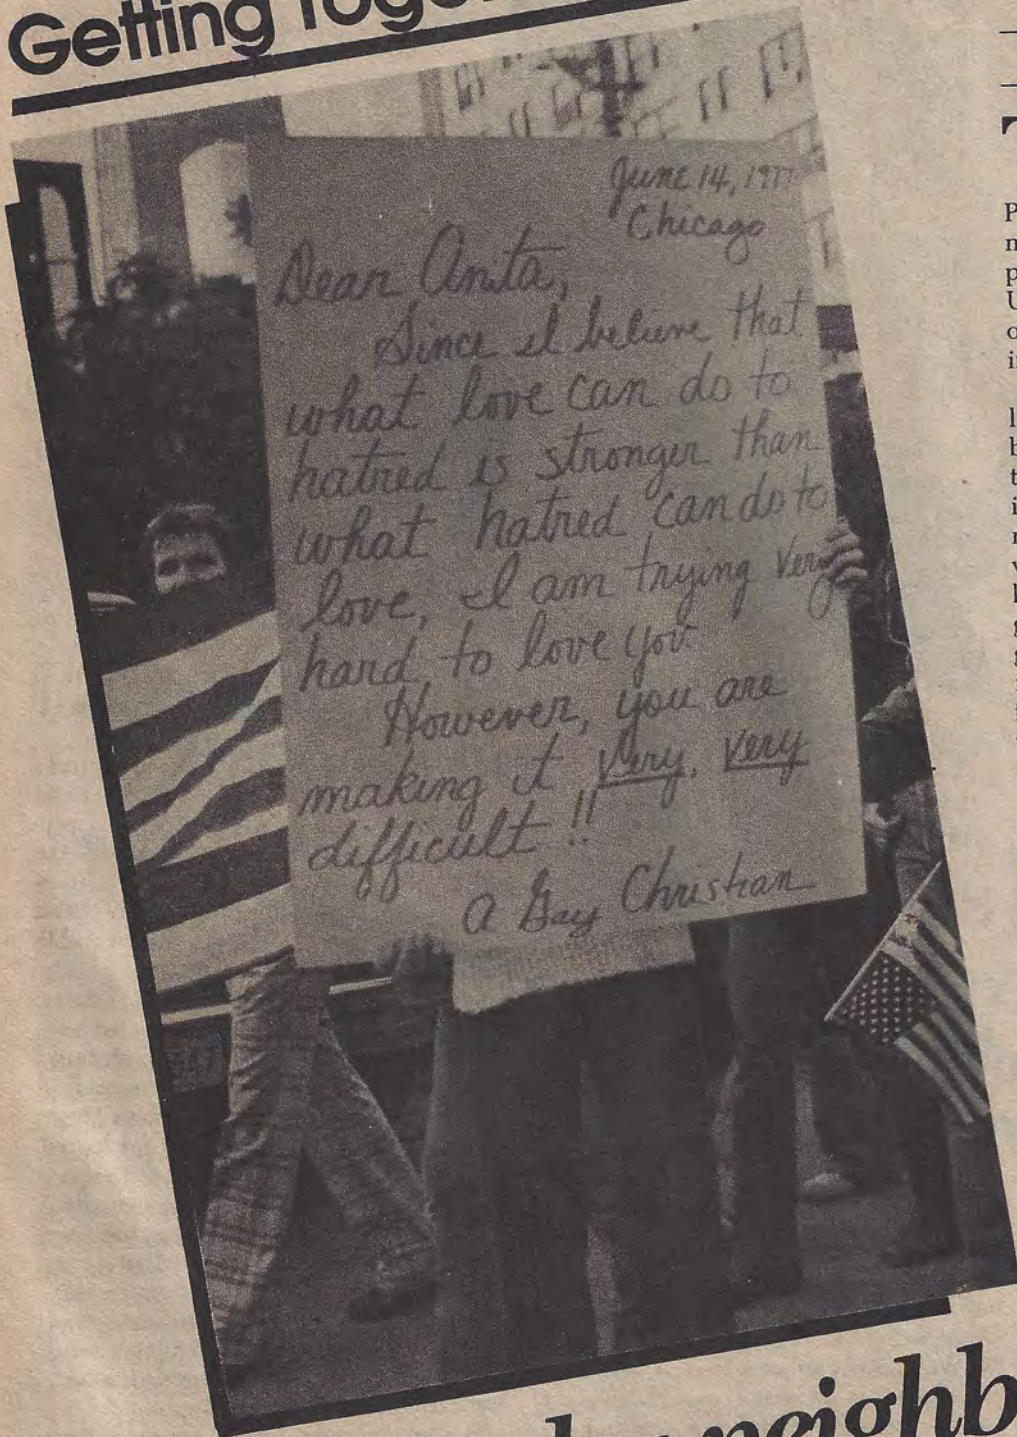 Getting
June 14, 1977
Chicago
Dear Anita,
Since I believe that
what love can do to
hatred is stronger than
what hatred can do to
love, I am trying very
hard to love you.
However, you are
making it very, very
difficult!!
A Gay Christian